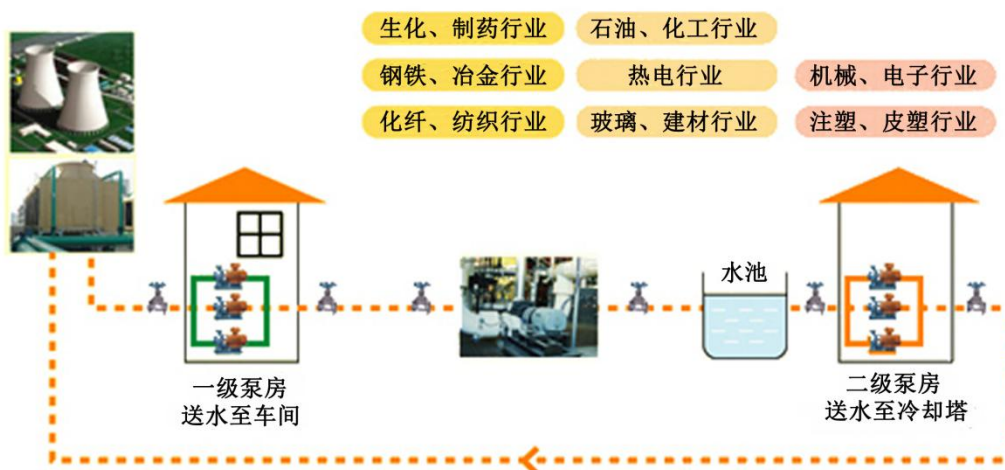 生化、制药行业
石油、化工行业
钢铁、冶金行业
热电行业
机械、电子行业
化纤、纺织行业
玻璃、建材行业
注塑、皮塑行业
水池
一级泵房
送水至车间
二级泵房
送水至冷却塔